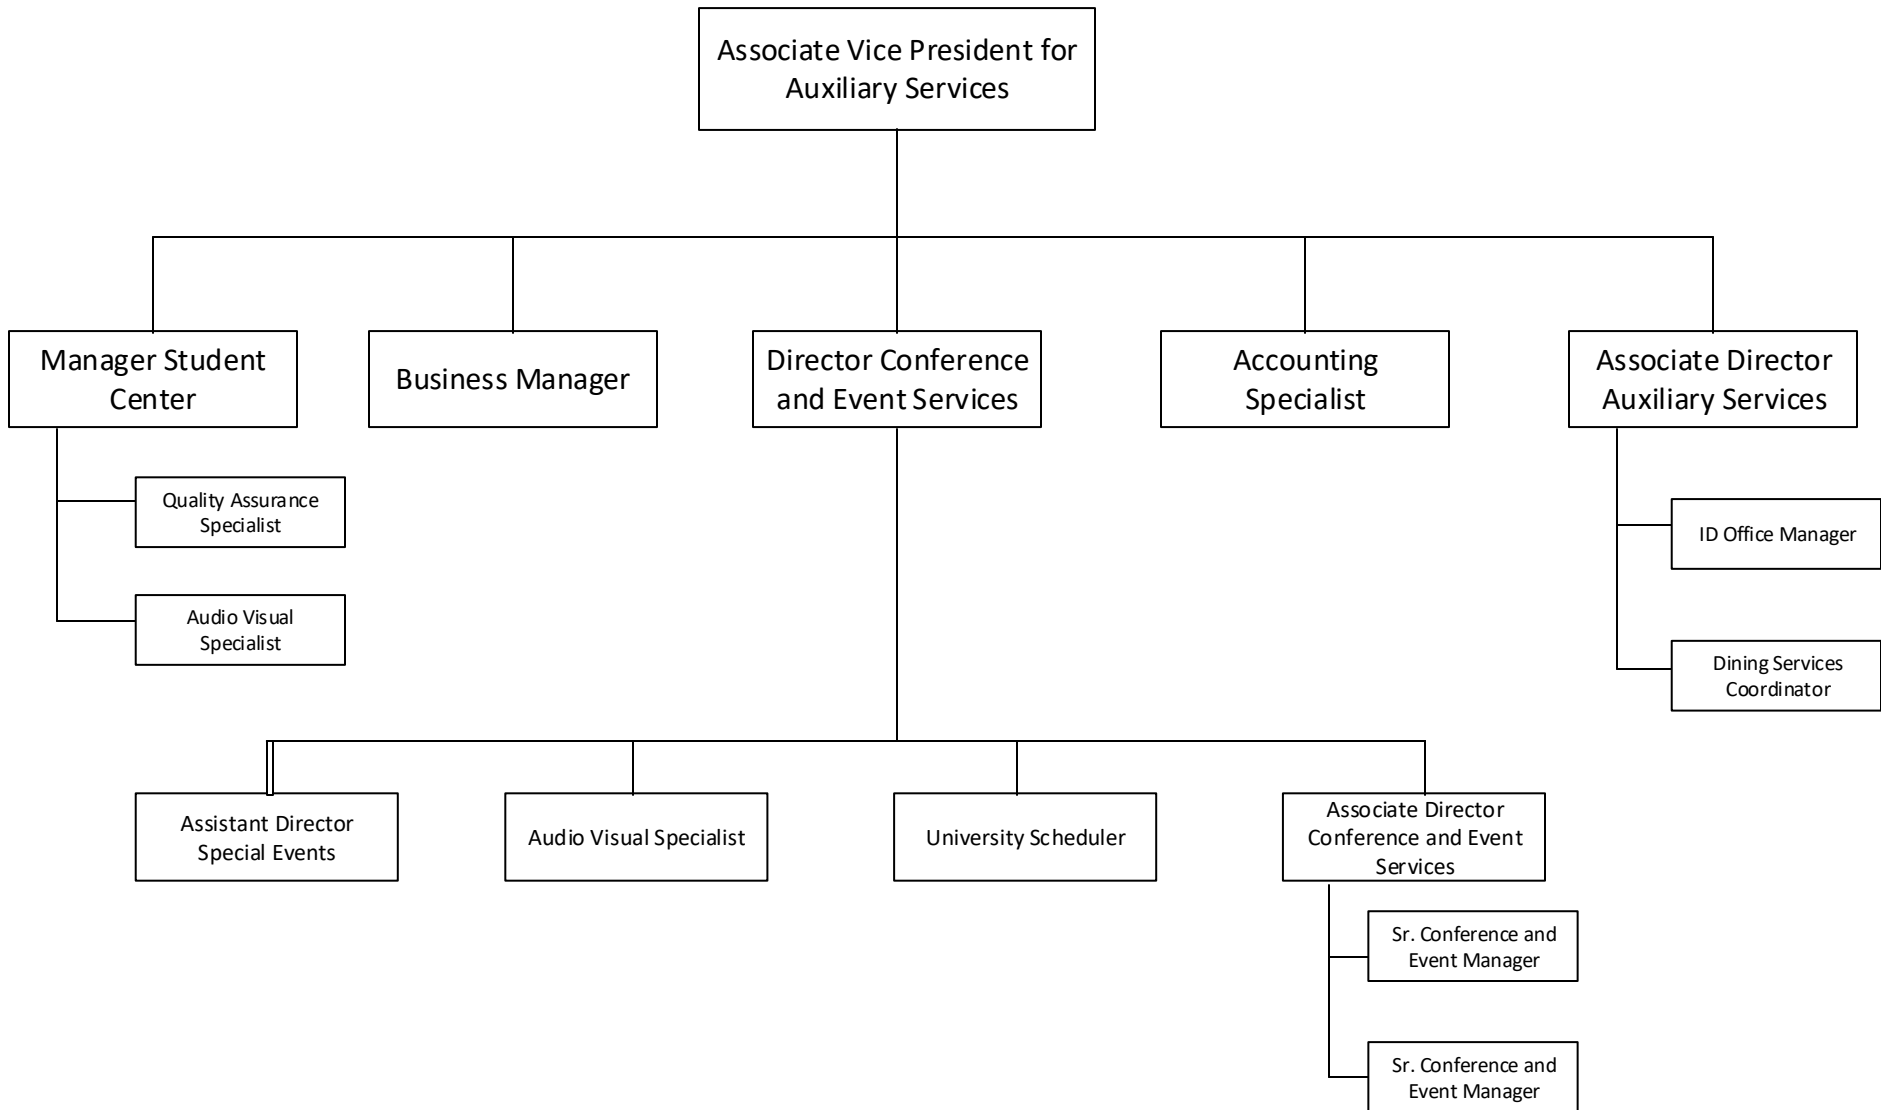 Associate Vice President for
Auxiliary Services
Manager Student
Center
Business Manager
Director Conference
and Event Services
Accounting
Specialist
Associate Director
Auxiliary Services
Quality Assurance
Specialist
Audio Visual
Specialist
ID Office Manager
Dining Services
Coordinator
Assistant Director
Special Events
Audio Visual Specialist
University Scheduler
Associate Director
Conference and Event
Services
Sr. Conference and
Event Manager
Sr. Conference and
Event Manager